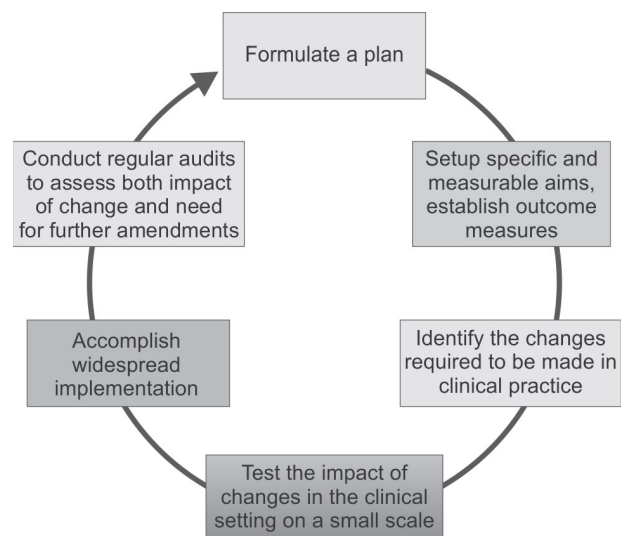 Formulate a plan
Setup specific and
measurable aims,
establish outcome
measures
Identify the changes
required to be made in
clinical practice
Test the impact of
changes in the clinical
setting on a small scale
Accomplish
widespread
implementation
Conduct regular audits
to assess both impact
of change and need
for further amendments